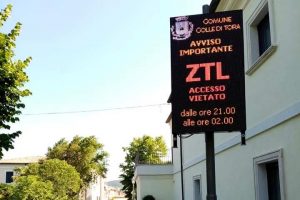 COMUNE
COLLE DI TORA
AVVISO
IMPORTANTE
ZTL
ACCESSO
VIETATO
dalle ore 21.00
alle ore 02.00